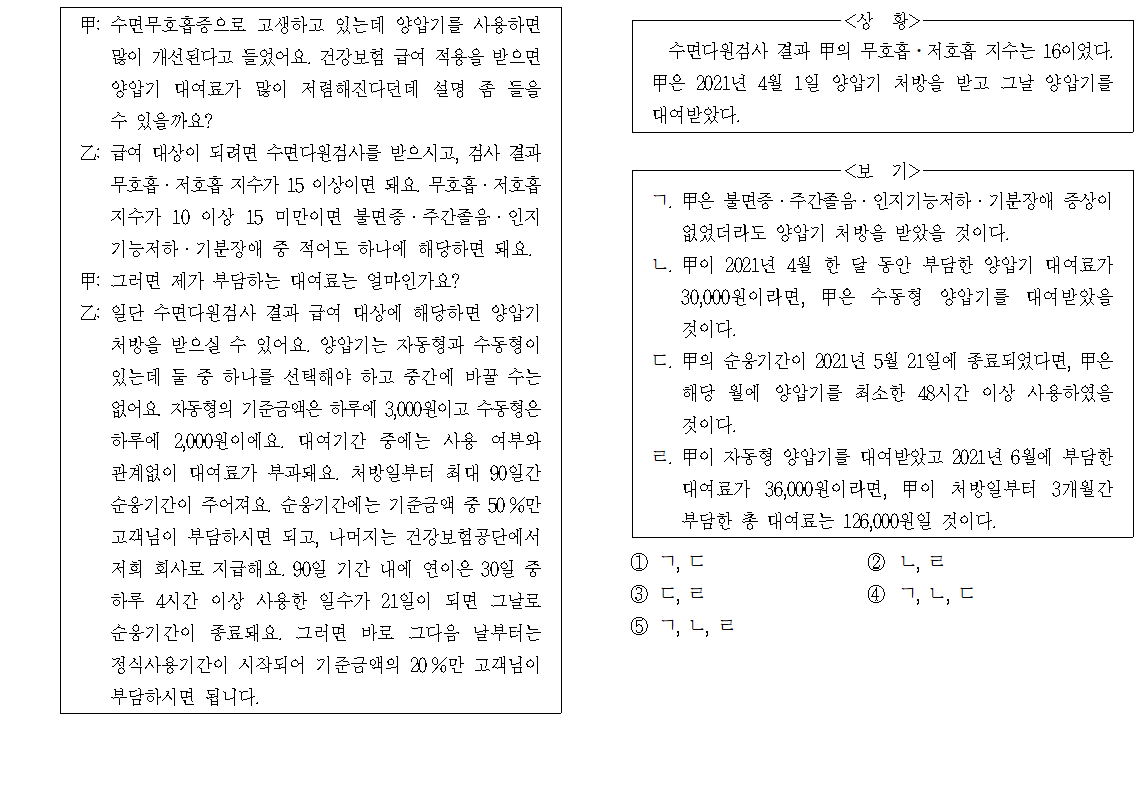 甲: 수면무호흡증으로 고생하고 있는데 양압기를 사용하면
많이 개선된다고 들었어요. 건강보험 급여 적용을 받으면
양압기 대여료가 많이 저렴해진다던데 설명 좀 들을
수 있을까요?
乙: 급여 대상이 되려면 수면다원검사를 받으시고, 검사 결과
무호흡·저호흡 지수가 15 이상이면 돼요. 무호흡·저호흡
지수가 10 이상 15 미만이면 불면증·주간졸음·인지
기능저하·기분장애 중 적어도 하나에 해당하면 돼요.
甲: 그러면 제가 부담하는 대여료는 얼마인가요?
乙: 일단 수면다원검사 결과 급여 대상에 해당하면 양압기
처방을 받으실 수 있어요. 양압기는 자동형과 수동형이
있는데 둘 중 하나를 선택해야 하고 중간에 바꿀 수는
없어요. 자동형의 기준금액은 하루에 3,000원이고 수동형은
하루에 2,000원이에요. 대여기간 중에는 사용 여부와
관계없이 대여료가 부과돼요. 처방일부터 최대 90일간
순응기간이 주어져요. 순응기간에는 기준금액 중 50%만
고객님이 부담하시면 되고, 나머지는 건강보험공단에서
저희 회사로 지급해요. 90일 기간 내에 연이은 30일 중
하루 4시간 이상 사용한 일수가 21일이 되면 그날로
순응기간이 종료돼요. 그러면 바로 그다음 날부터는
정식사용기간이 시작되어 기준금액의 20%만 고객님이
부담하시면 됩니다.
<상 황>
수면다원검사 결과 甲의 무호흡·저호흡 지수는 16이었다.
甲은 2021년 4월 1일 양압기 처방을 받고 그날 양압기를
대여받았다.
<보 기>
ㄱ. 甲은 불면증·주간졸음·인지기능저하·기분장애 증상이
없었더라도 양압기 처방을 받았을 것이다.
ㄴ. 甲이 2021년 4월 한 달 동안 부담한 양압기 대여료가
30,000원이라면, 甲은 수동형 양압기를 대여받았을
것이다.
ㄷ. 甲의 순응기간이 2021년 5월 21일에 종료되었다면, 甲은
해당 월에 양압기를 최소한 48시간 이상 사용하였을
것이다.
ㄹ. 甲이 자동형 양압기를 대여받았고 2021년 6월에 부담한
대여료가 36,000원이라면, 甲이 처방일부터 3개월간
부담한 총 대여료는 126,000원일 것이다.
① ㄱ, ㄷ
② ㄴ, ㄹ
③ ㄷ, ㄹ
④ ㄱ, ㄴ, ㄷ
⑤ ㄱ, ㄴ, ㄹ